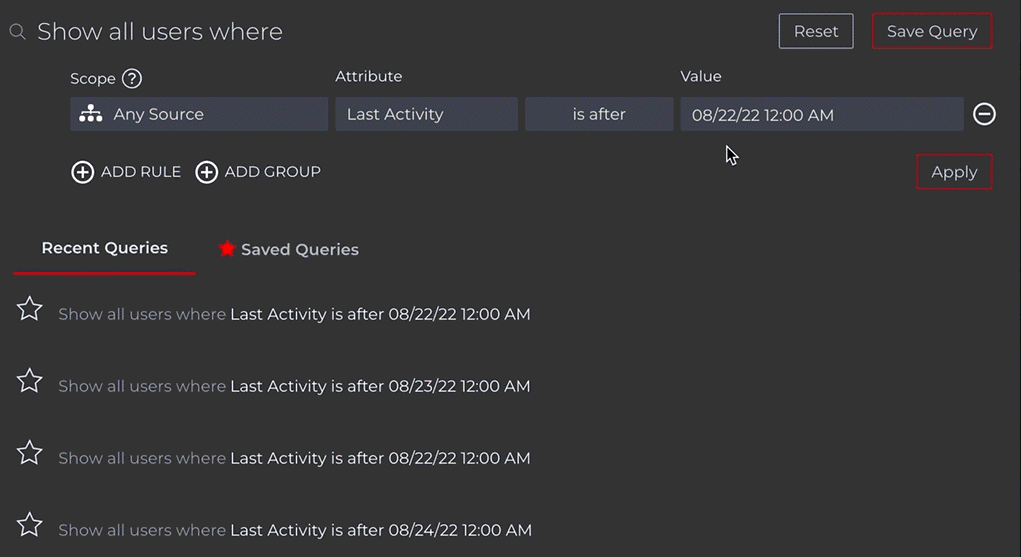 Show all users where
Reset
Save Query
Scope ?
Attribute
Value
Any Source
Last Activity
is after
08/22/22 12:00 AM
ADD RULE
ADD GROUP
Apply
Recent Queries
Saved Queries
Show all users where Last Activity is after 08/22/22 12:00 AM
Show all users where Last Activity is after 08/23/22 12:00 AM
Show all users where Last Activity is after 08/22/22 12:00 AM
Show all users where Last Activity is after 08/24/22 12:00 AM